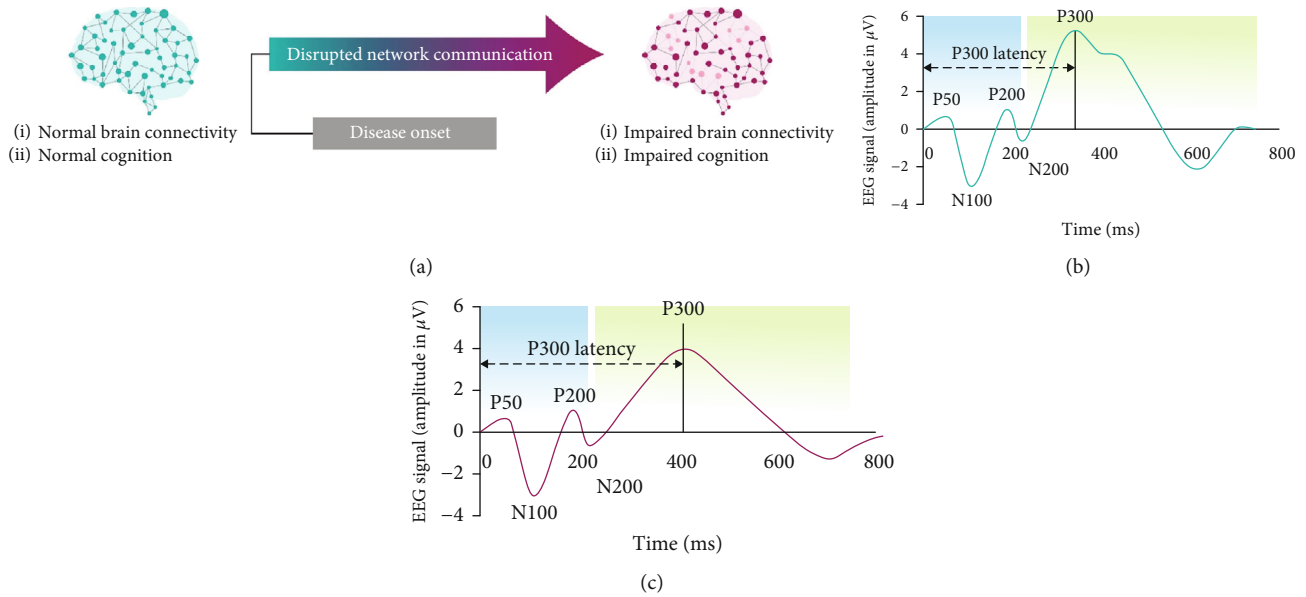 Disrupted network communication
Disease onset
(i) Normal brain connectivity
(ii) Normal cognition
(i) Impaired brain connectivity
(ii) Impaired cognition
(a)
EEG signal (amplitude in μV)
6
4
2
0
−2
−4
P300
P300 latency
P50
P200
N100
N200
0
200
400
600
800
Time (ms)
(b)
EEG signal (amplitude in μV)
6
4
2
0
−2
−4
P300
P300 latency
P50
P200
N100
N200
0
200
400
600
800
Time (ms)
(c)